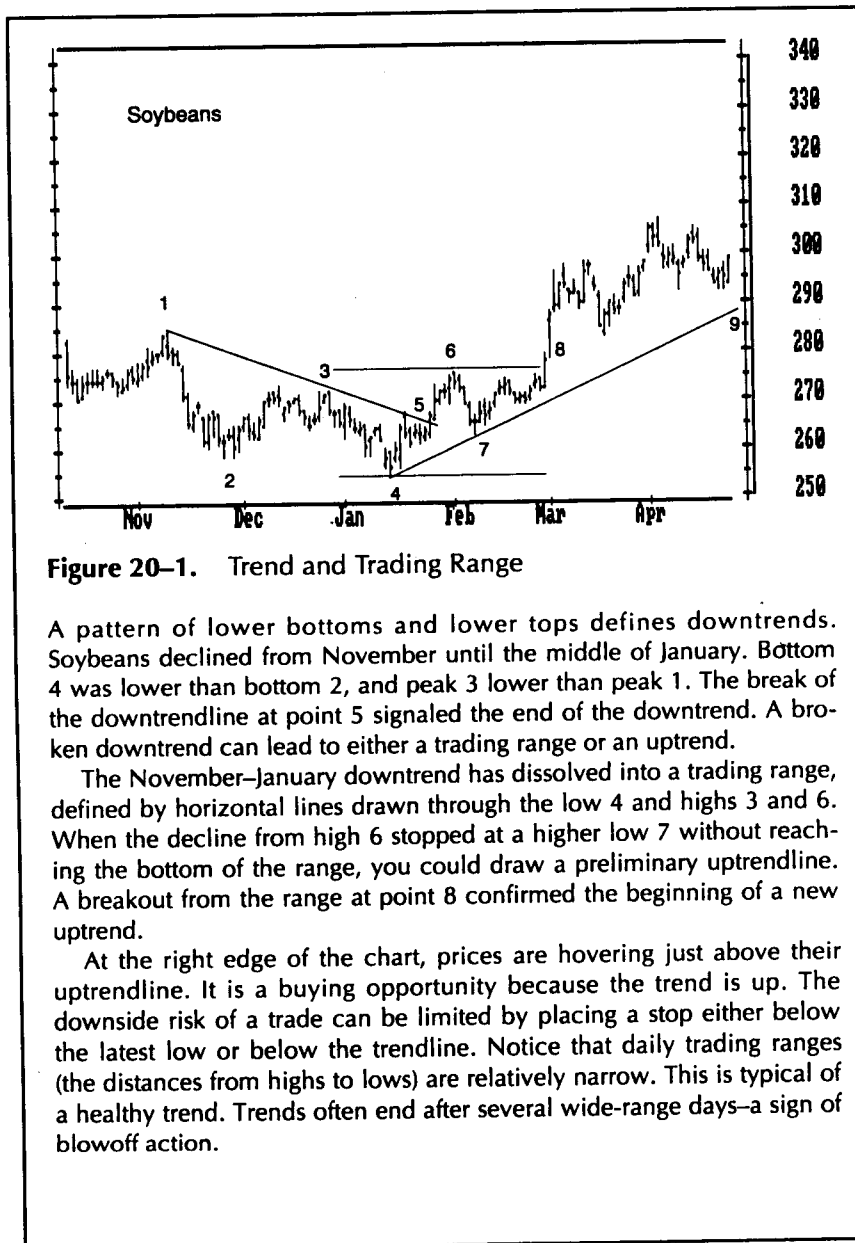 340
330
Soybeans
320
310
300
290
1
9
280
6
8
3
270
5
260
7
2
4
250
Nov Dec Jan Feb Mar Apr
Figure 20–1. Trend and Trading Range
A pattern of lower bottoms and lower tops defines downtrends.
Soybeans declined from November until the middle of January. Bottom
4 was lower than bottom 2, and peak 3 lower than peak 1. The break of
the downtrendline at point 5 signaled the end of the downtrend. A bro-
ken downtrend can lead to either a trading range or an uptrend.
The November–January downtrend has dissolved into a trading range,
defined by horizontal lines drawn through the low 4 and highs 3 and 6.
When the decline from high 6 stopped at a higher low 7 without reach-
ing the bottom of the range, you could draw a preliminary uptrendline.
A breakout from the range at point 8 confirmed the beginning of a new
uptrend.
At the right edge of the chart, prices are hovering just above their
uptrendline. It is a buying opportunity because the trend is up. The
downside risk of a trade can be limited by placing a stop either below
the latest low or below the trendline. Notice that daily trading ranges
(the distances from highs to lows) are relatively narrow. This is typical of
a healthy trend. Trends often end after several wide-range days–a sign of
blowoff action.